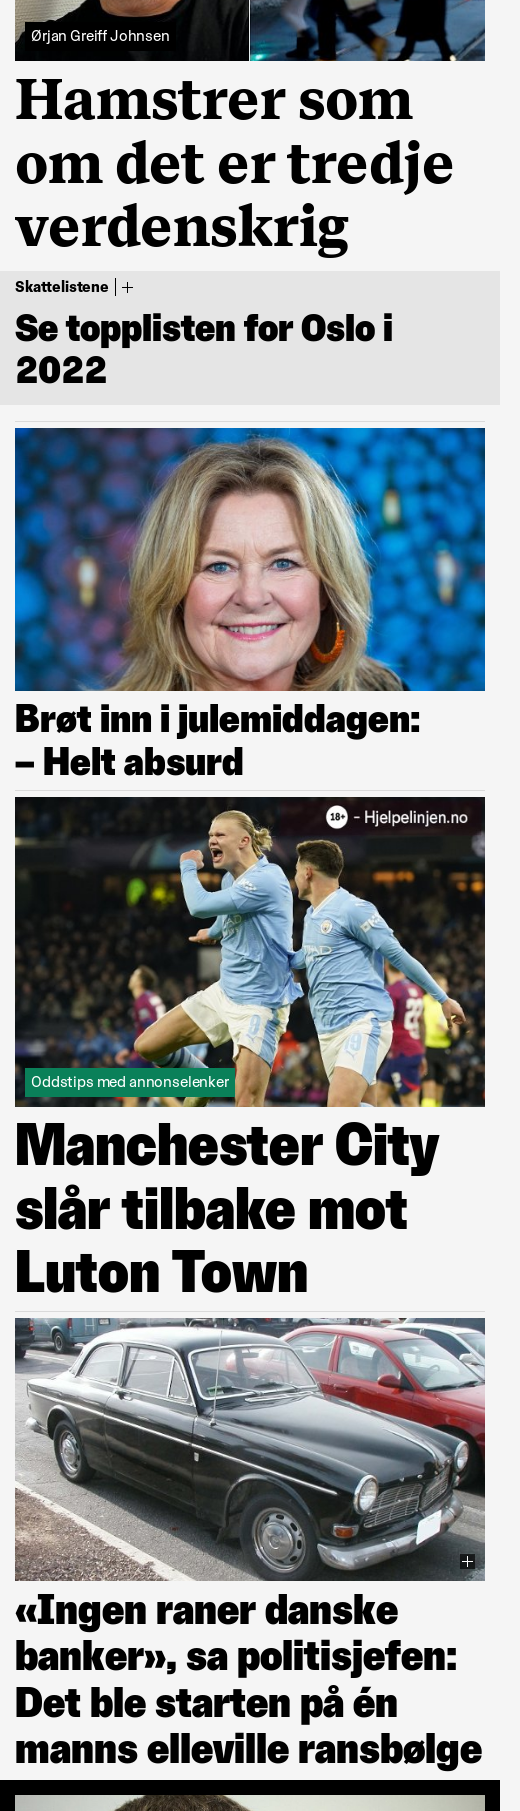 Ørjan Greiff Johnsen
Hamstrer som
om det er tredje
verdenskrig
Skattelistene
Se topplisten for Oslo i
2022
Brøt inn i julemiddagen:
– Helt absurd
18+ - Hjelpelinjen.no
Oddstips med annonselenker
Manchester City
slår tilbake mot
Luton Town
«Ingen raner danske
banker», sa politisjefen:
Det ble starten på én
manns elleville ransbølge